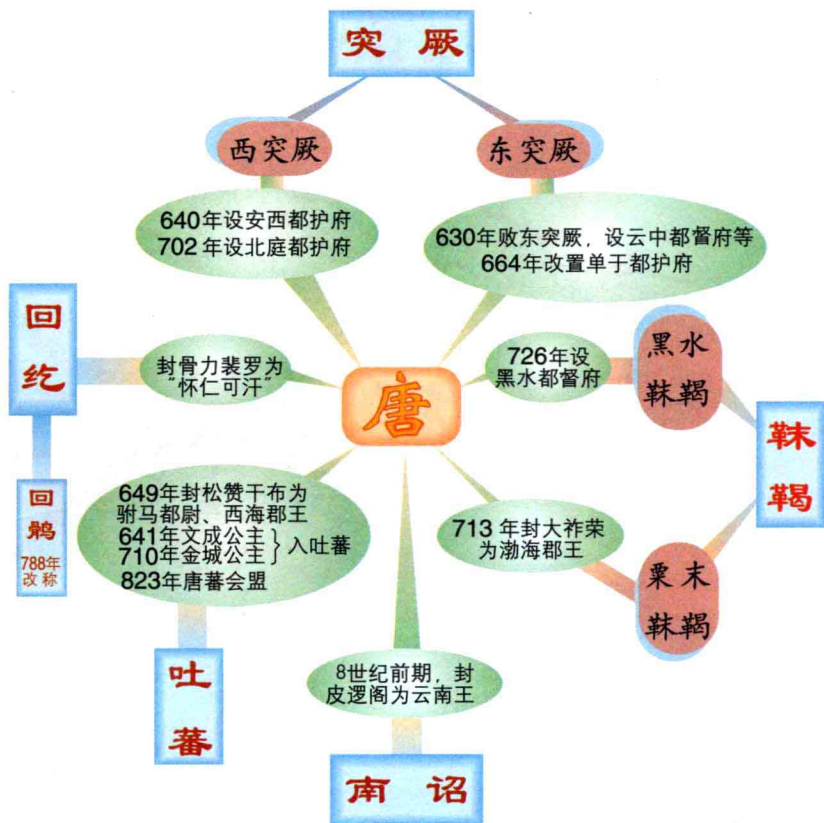 突厥
西突厥
东突厥
640年设安西都护府
702年设北庭都护府
630年败东突厥，设云中都督府等
664年改置单于都护府
回
纥
封骨力裴罗为
“怀仁可汗”
唐
726年设
黑水都督府
黑水
靺鞨
靺
鞨
回
鹘
788年
改称
649年封松赞干布为
驸马都尉、西海郡王
641年文成公主
710年金城公主
}入吐蕃
823年唐蕃会盟
713年封大祚荣
为渤海郡王
粟末
靺鞨
吐
蕃
8世纪前期，封
皮逻阁为云南王
南诏